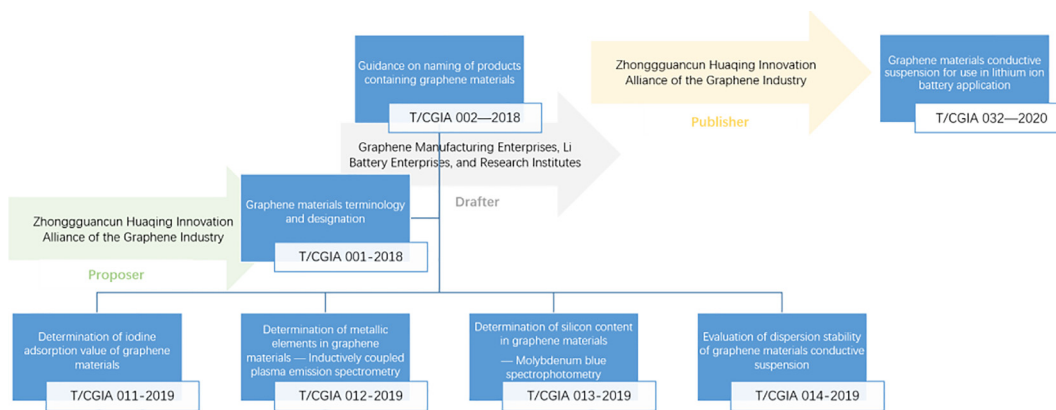 Guidance on naming of products
containing graphene materials
T/CGIA 002—2018
Zhonggguancun Huaqing Innovation
Alliance of the Graphene Industry
Publisher
Graphene materials conductive
suspension for use in lithium ion
battery application
T/CGIA 032—2020
Graphene Manufacturing Enterprises, Li
Battery Enterprises, and Research Institutes
Drafter
Zhonggguancun Huaqing Innovation
Alliance of the Graphene Industry
Proposer
Graphene materials terminology
and designation
T/CGIA 001-2018
Determination of iodine
adsorption value of graphene
materials
T/CGIA 011-2019
Determination of metallic
elements in graphene
materials — Inductively coupled
plasma emission spectrometry
T/CGIA 012-2019
Determination of silicon content
in graphene materials
— Molybdenum blue
spectrophotometry
T/CGIA 013-2019
Evaluation of dispersion stability
of graphene materials conductive
suspension
T/CGIA 014-2019